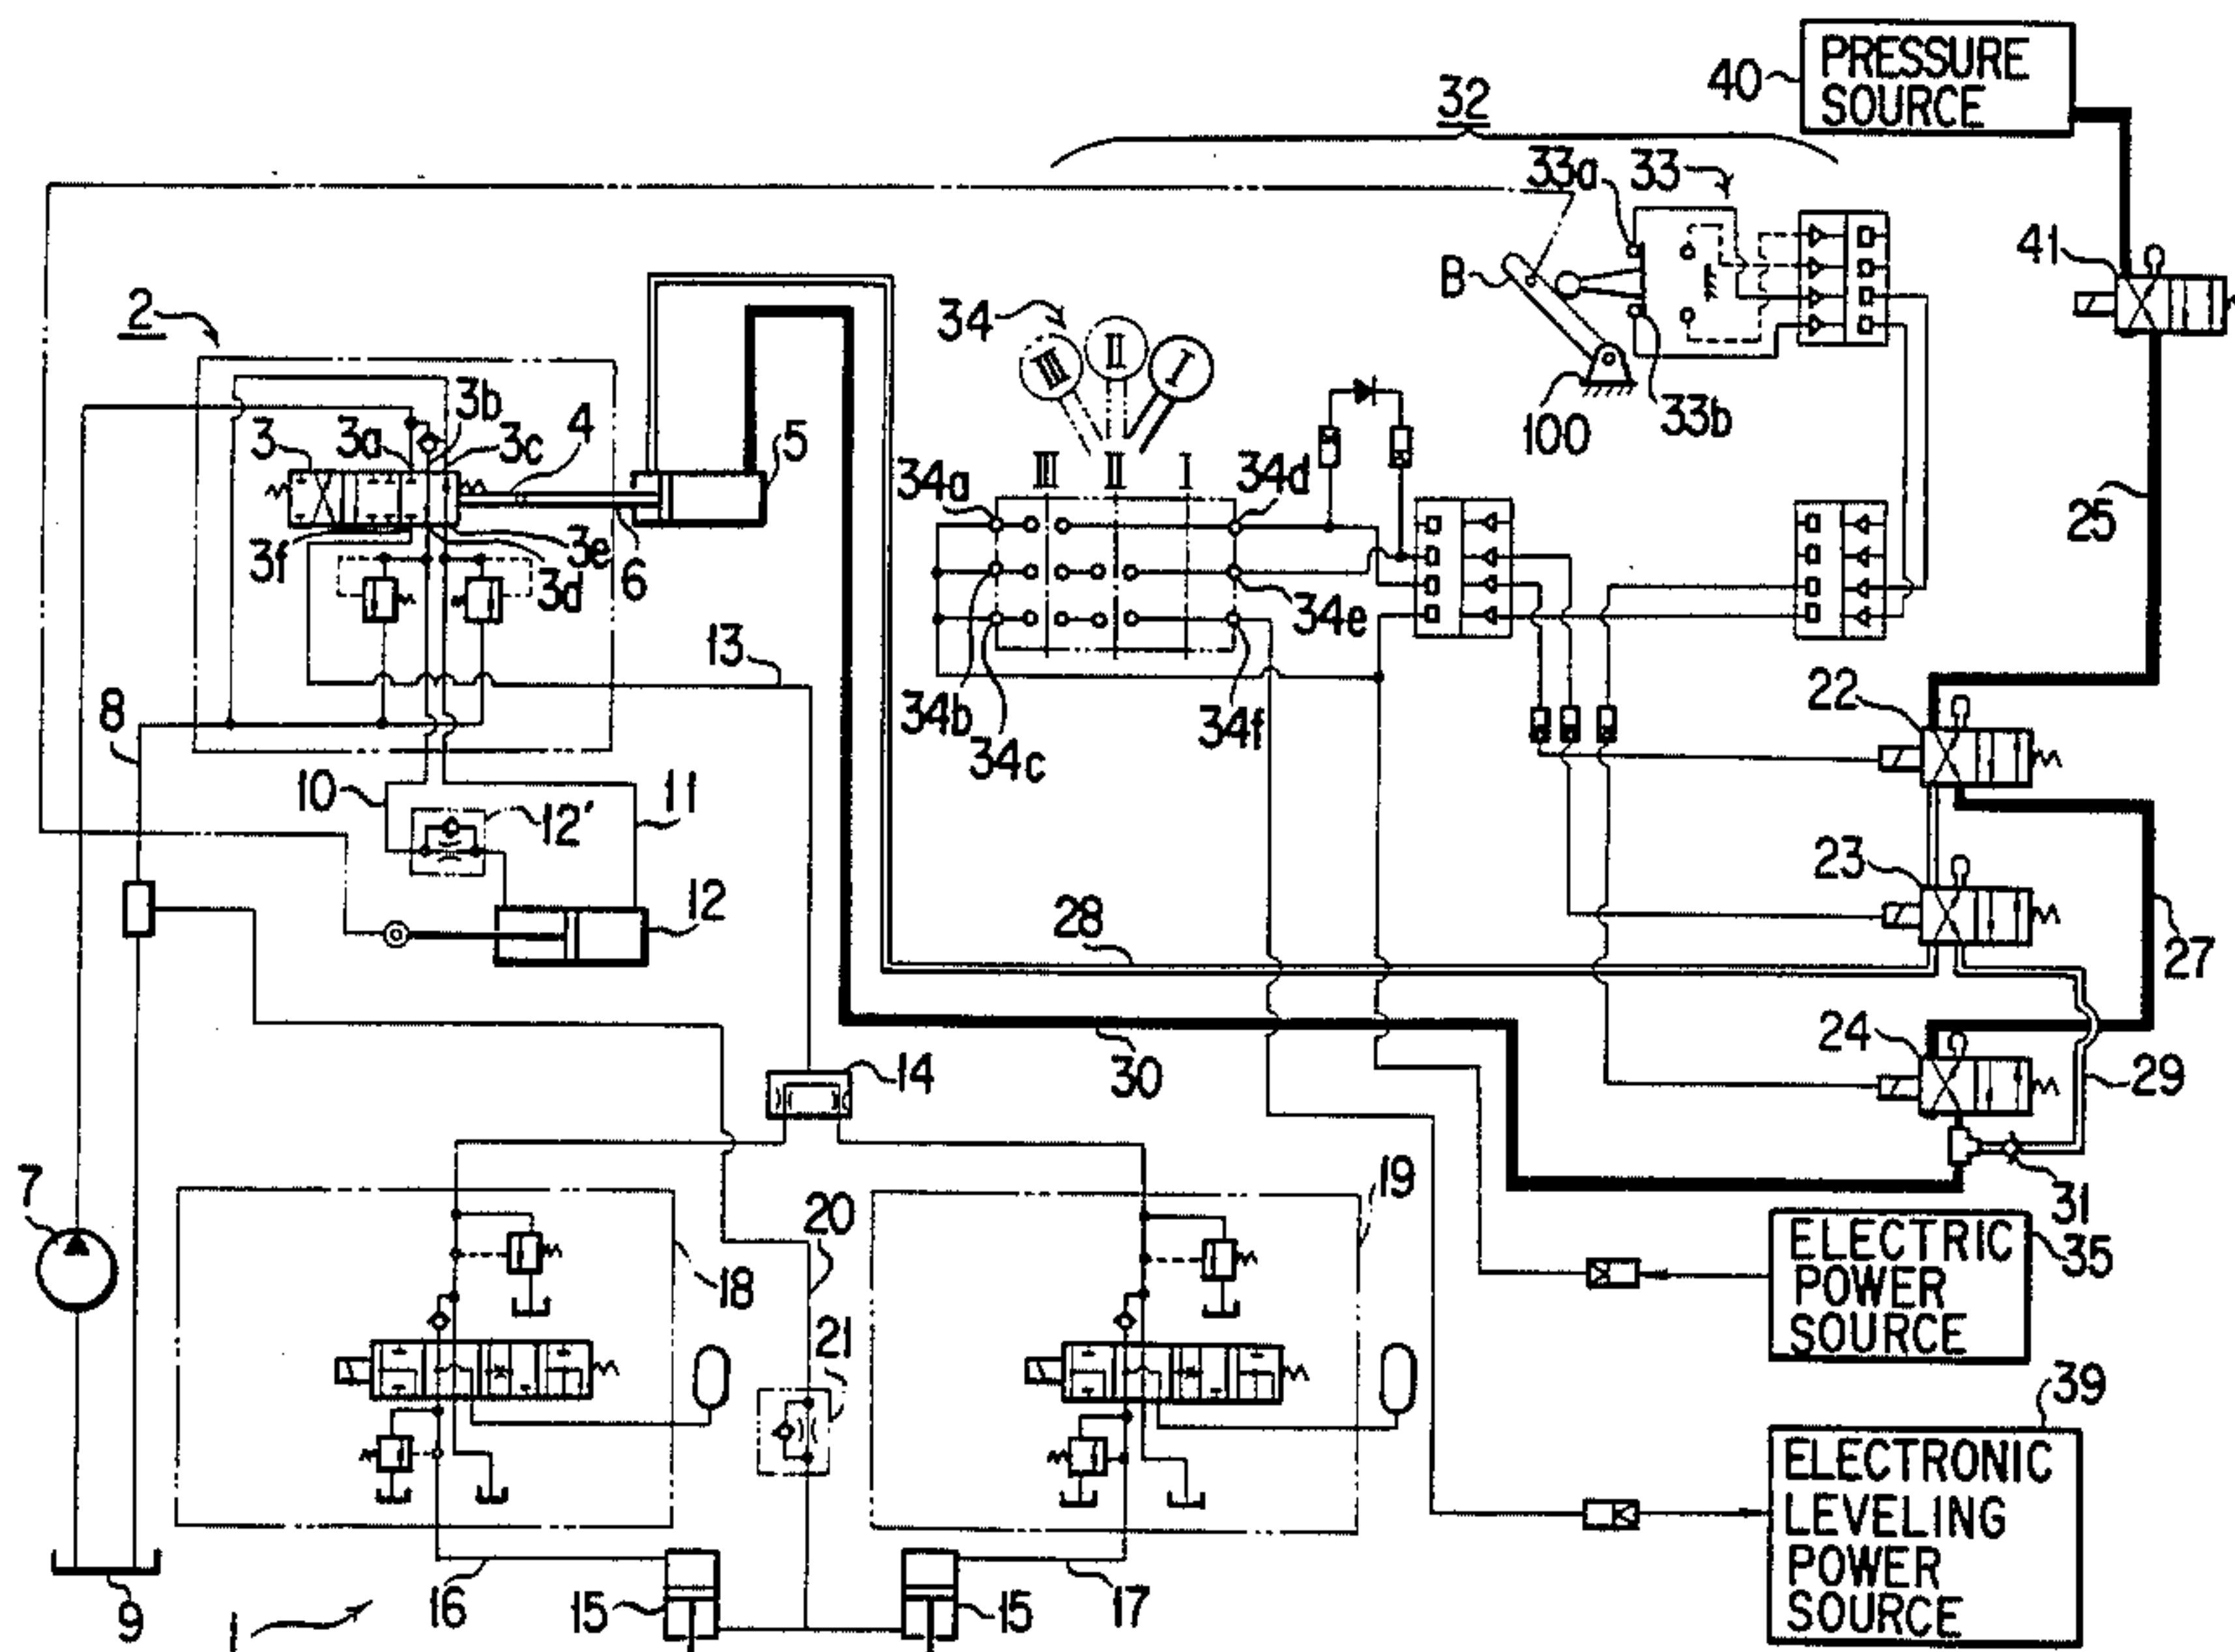 PRESSURE
SOURCE
40
32
33a
33
41
B
2
34
III
II
I
3b
4
100
33b
3
3a
3c
5
34a
III
II
I
34d
25
3f
3e
3d
6
34e
13
34b
34c
34f
22
8
10
11
12'
23
12
28
27
24
14
30
29
7
20
19
31
18
ELECTRIC
POWER
SOURCE
35
21
39
ELECTRONIC
LEVELING
POWER
SOURCE
9
1
16
15
15
17